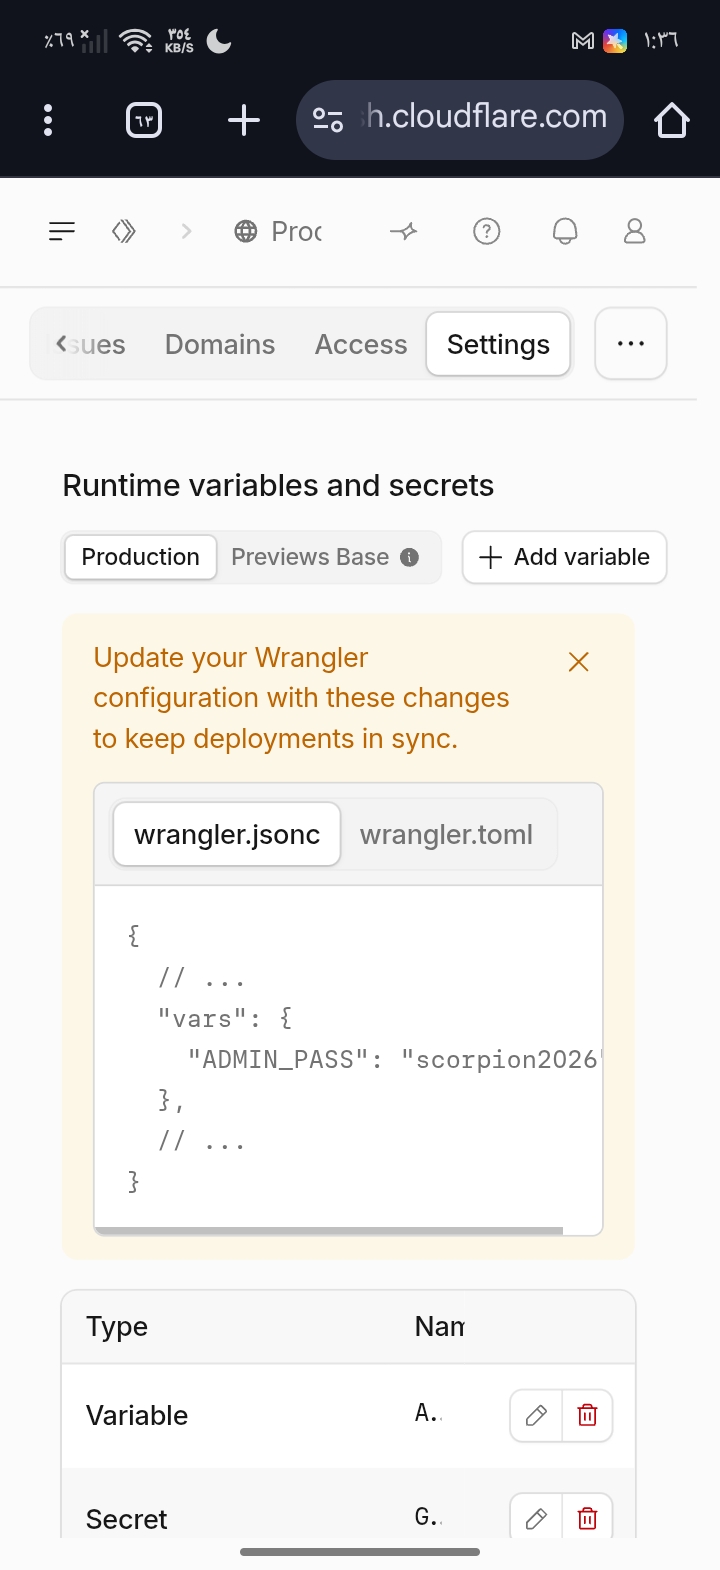 ٪٦٩ ٣٥٤ KB/S ١:٣٦
٦٣ h.cloudflare.com
Proc
sues Domains Access Settings ...
Runtime variables and secrets
Production Previews Base Add variable
Update your Wrangler
configuration with these changes
to keep deployments in sync.
wrangler.jsonc wrangler.toml
{
// ...
"vars": {
"ADMIN_PASS": "scorpion2026"
},
// ...
}
Type Nam
Variable A..
Secret G..